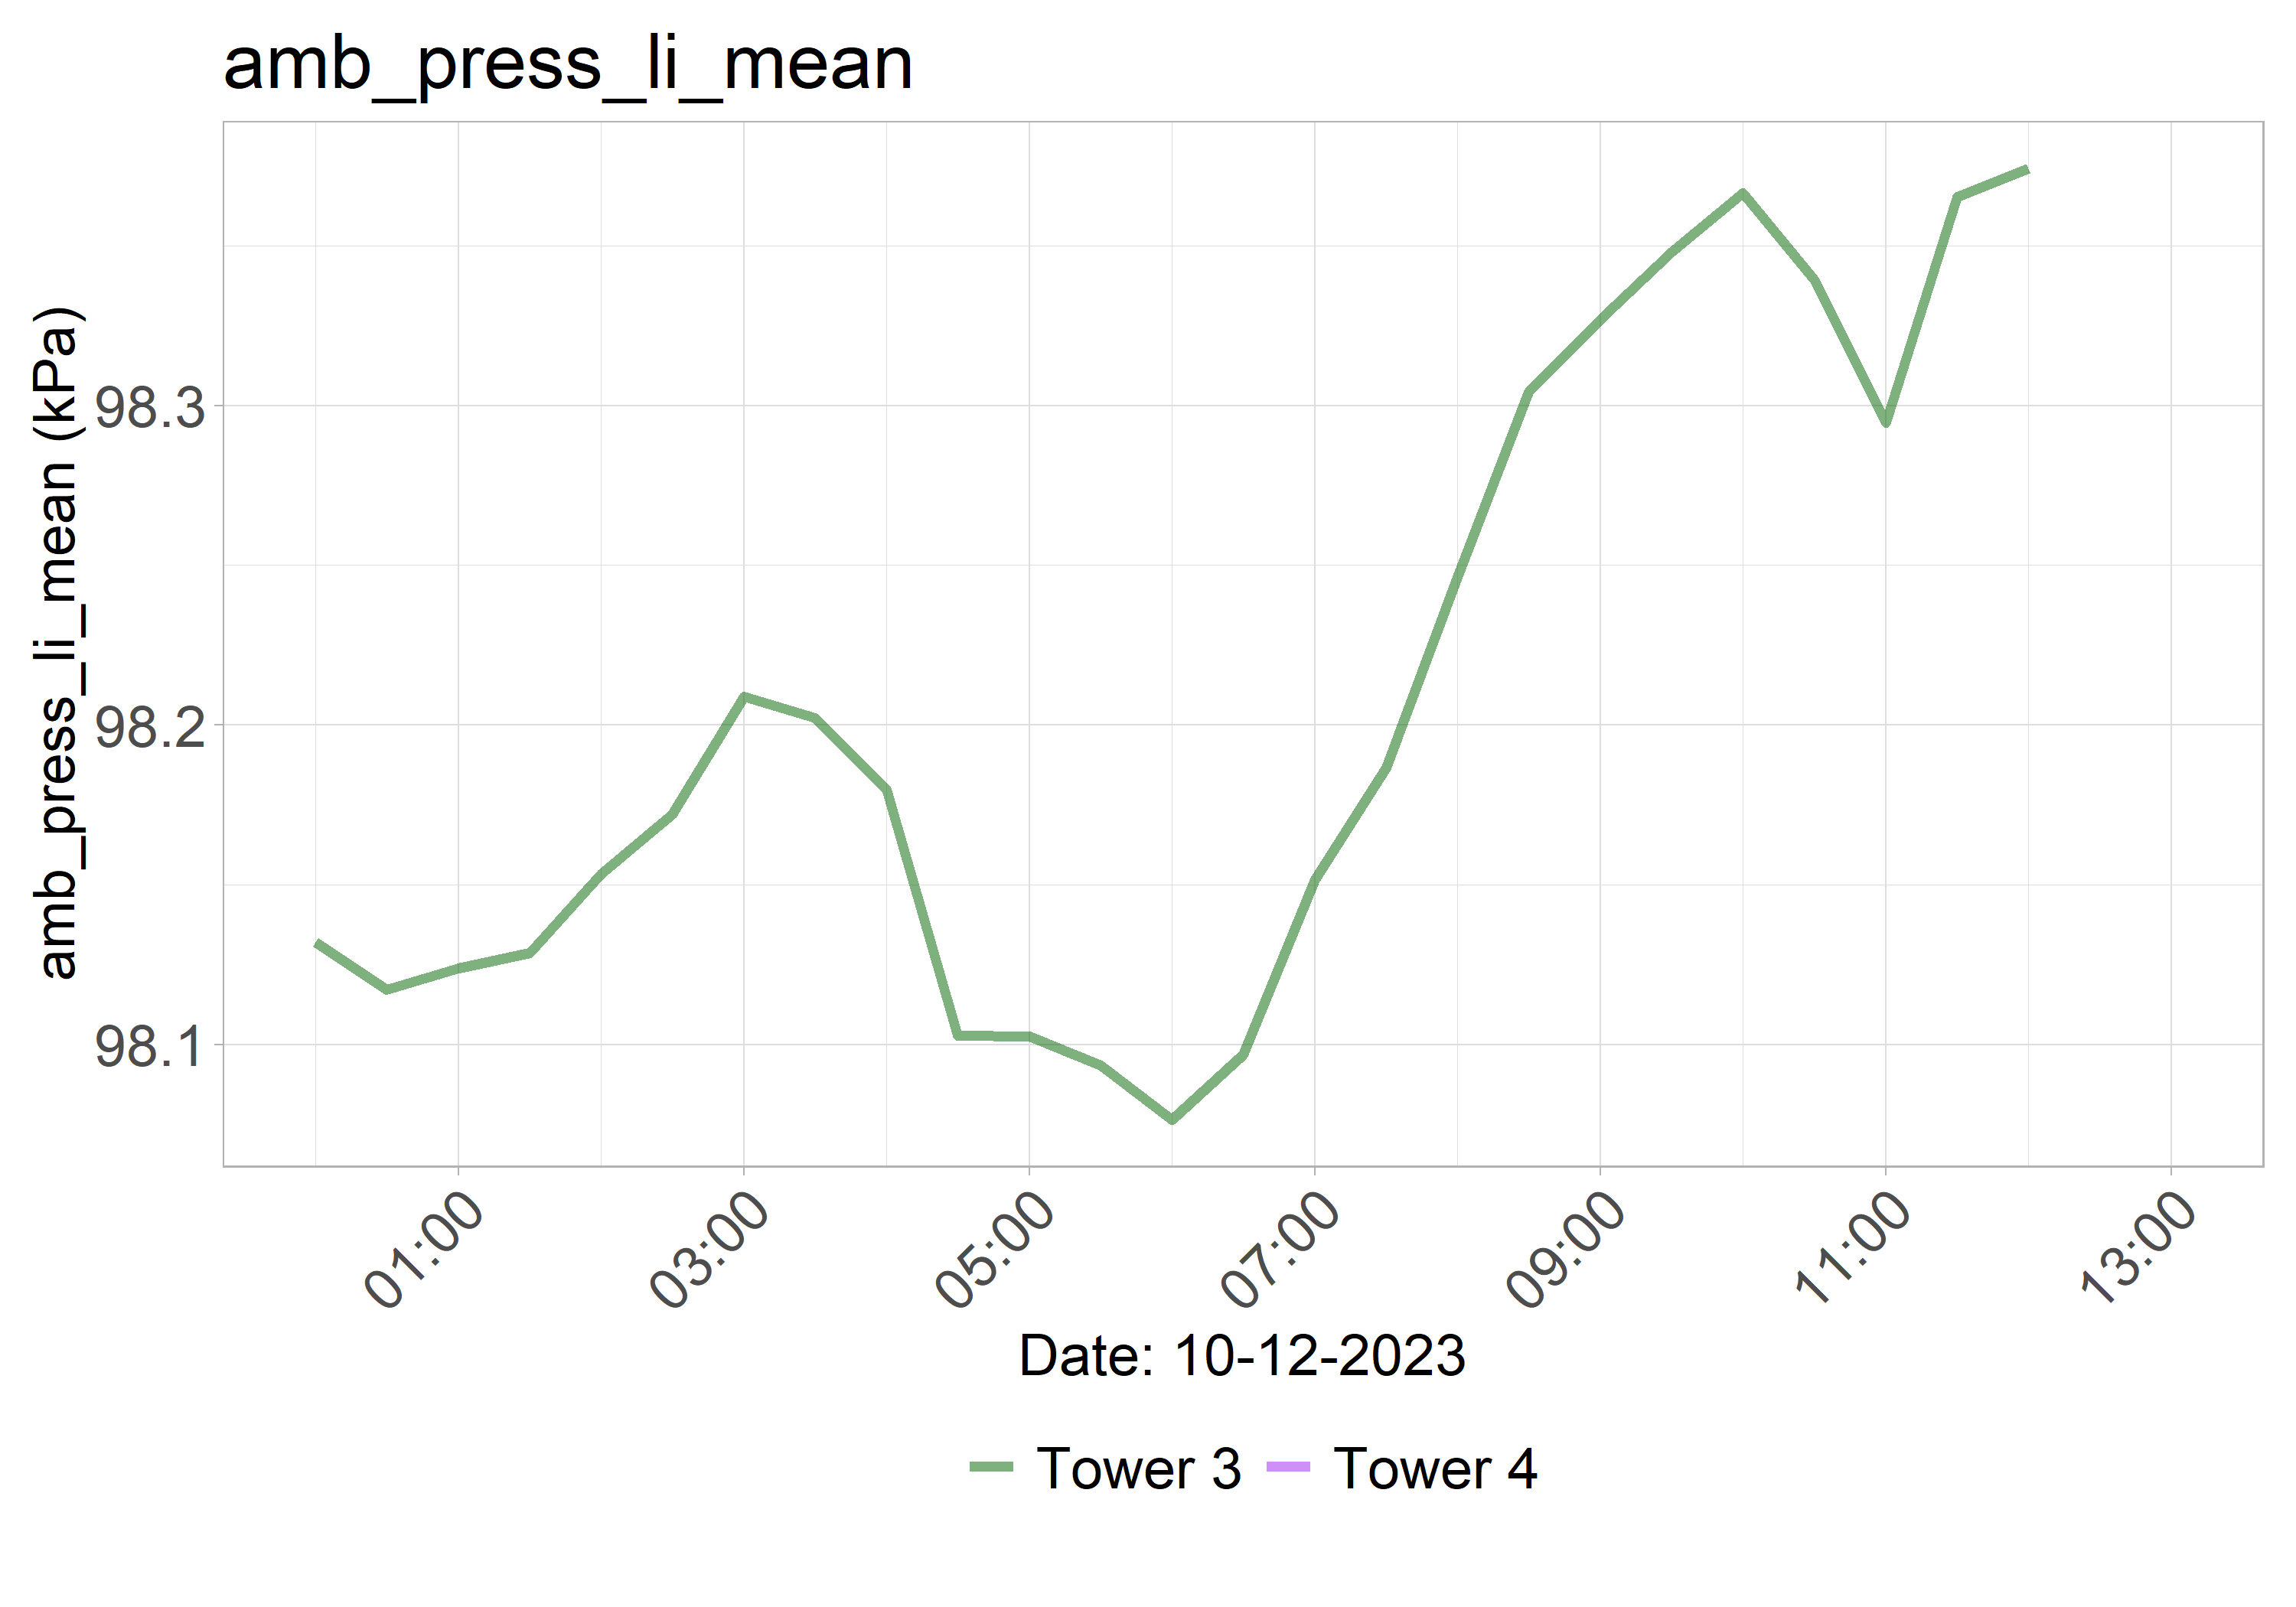 amb_press_li_mean
amb_press_li_mean (kPa)
98.3
98.2
98.1
01:00
03:00
05:00
07:00
09:00
11:00
13:00
Date: 10-12-2023
Tower 3
Tower 4